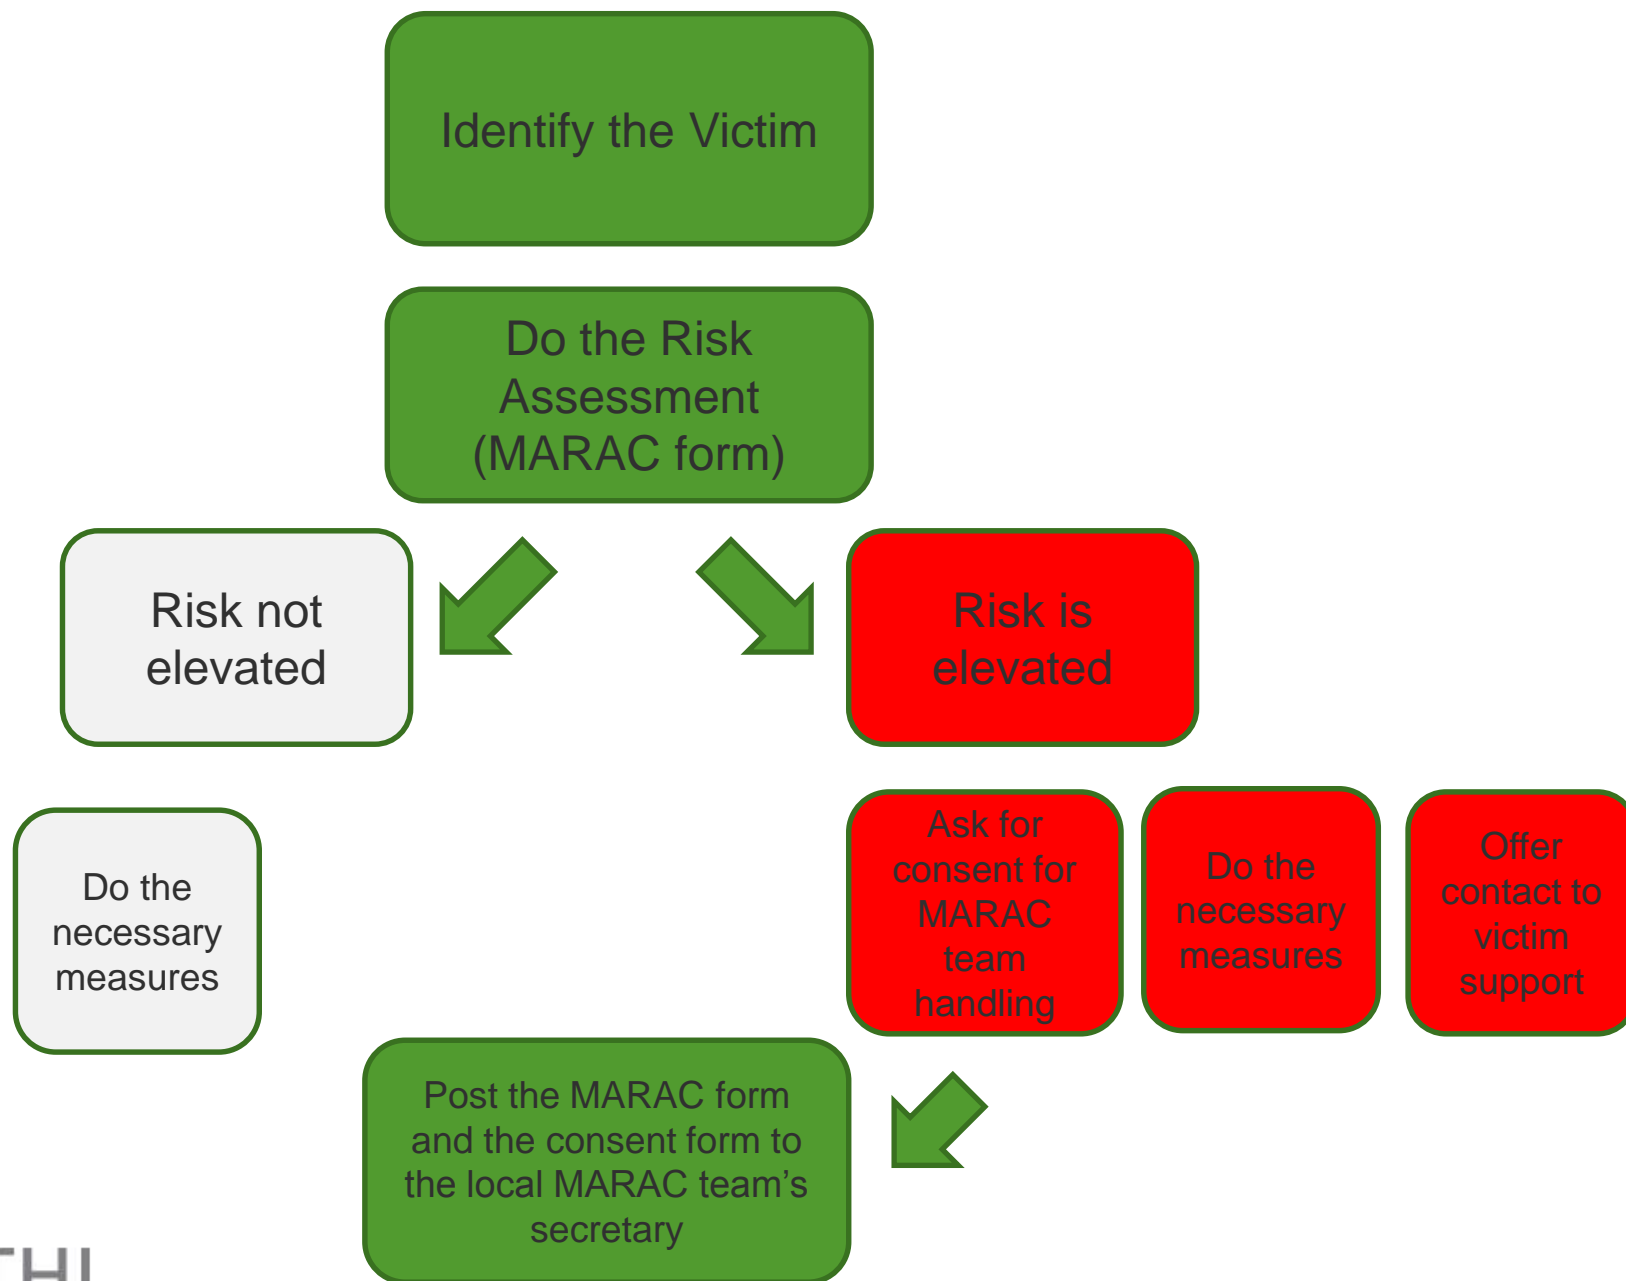 Identify the Victim
Do the Risk
Assessment
(MARAC form)
Risk not
elevated
Risk is
elevated
Do the
necessary
measures
Ask for
consent for
MARAC
team
handling
Do the
necessary
measures
Offer
contact to
victim
support
Post the MARAC form
and the consent form to
the local MARAC team’s
secretary
THL